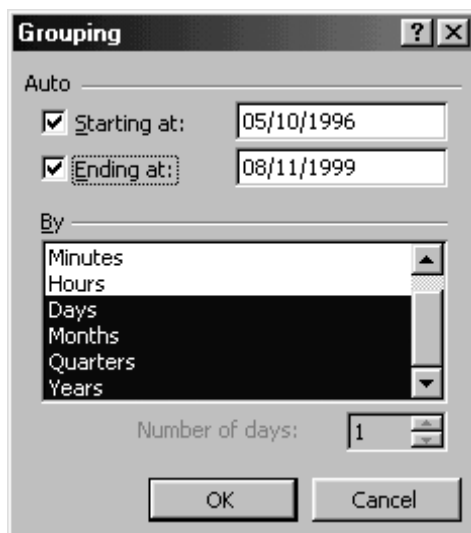 Grouping
Auto
Starting at: 05/10/1996
Ending at: 08/11/1999
By
Minutes
Hours
Days
Months
Quarters
Years
Number of days: 1
OK Cancel